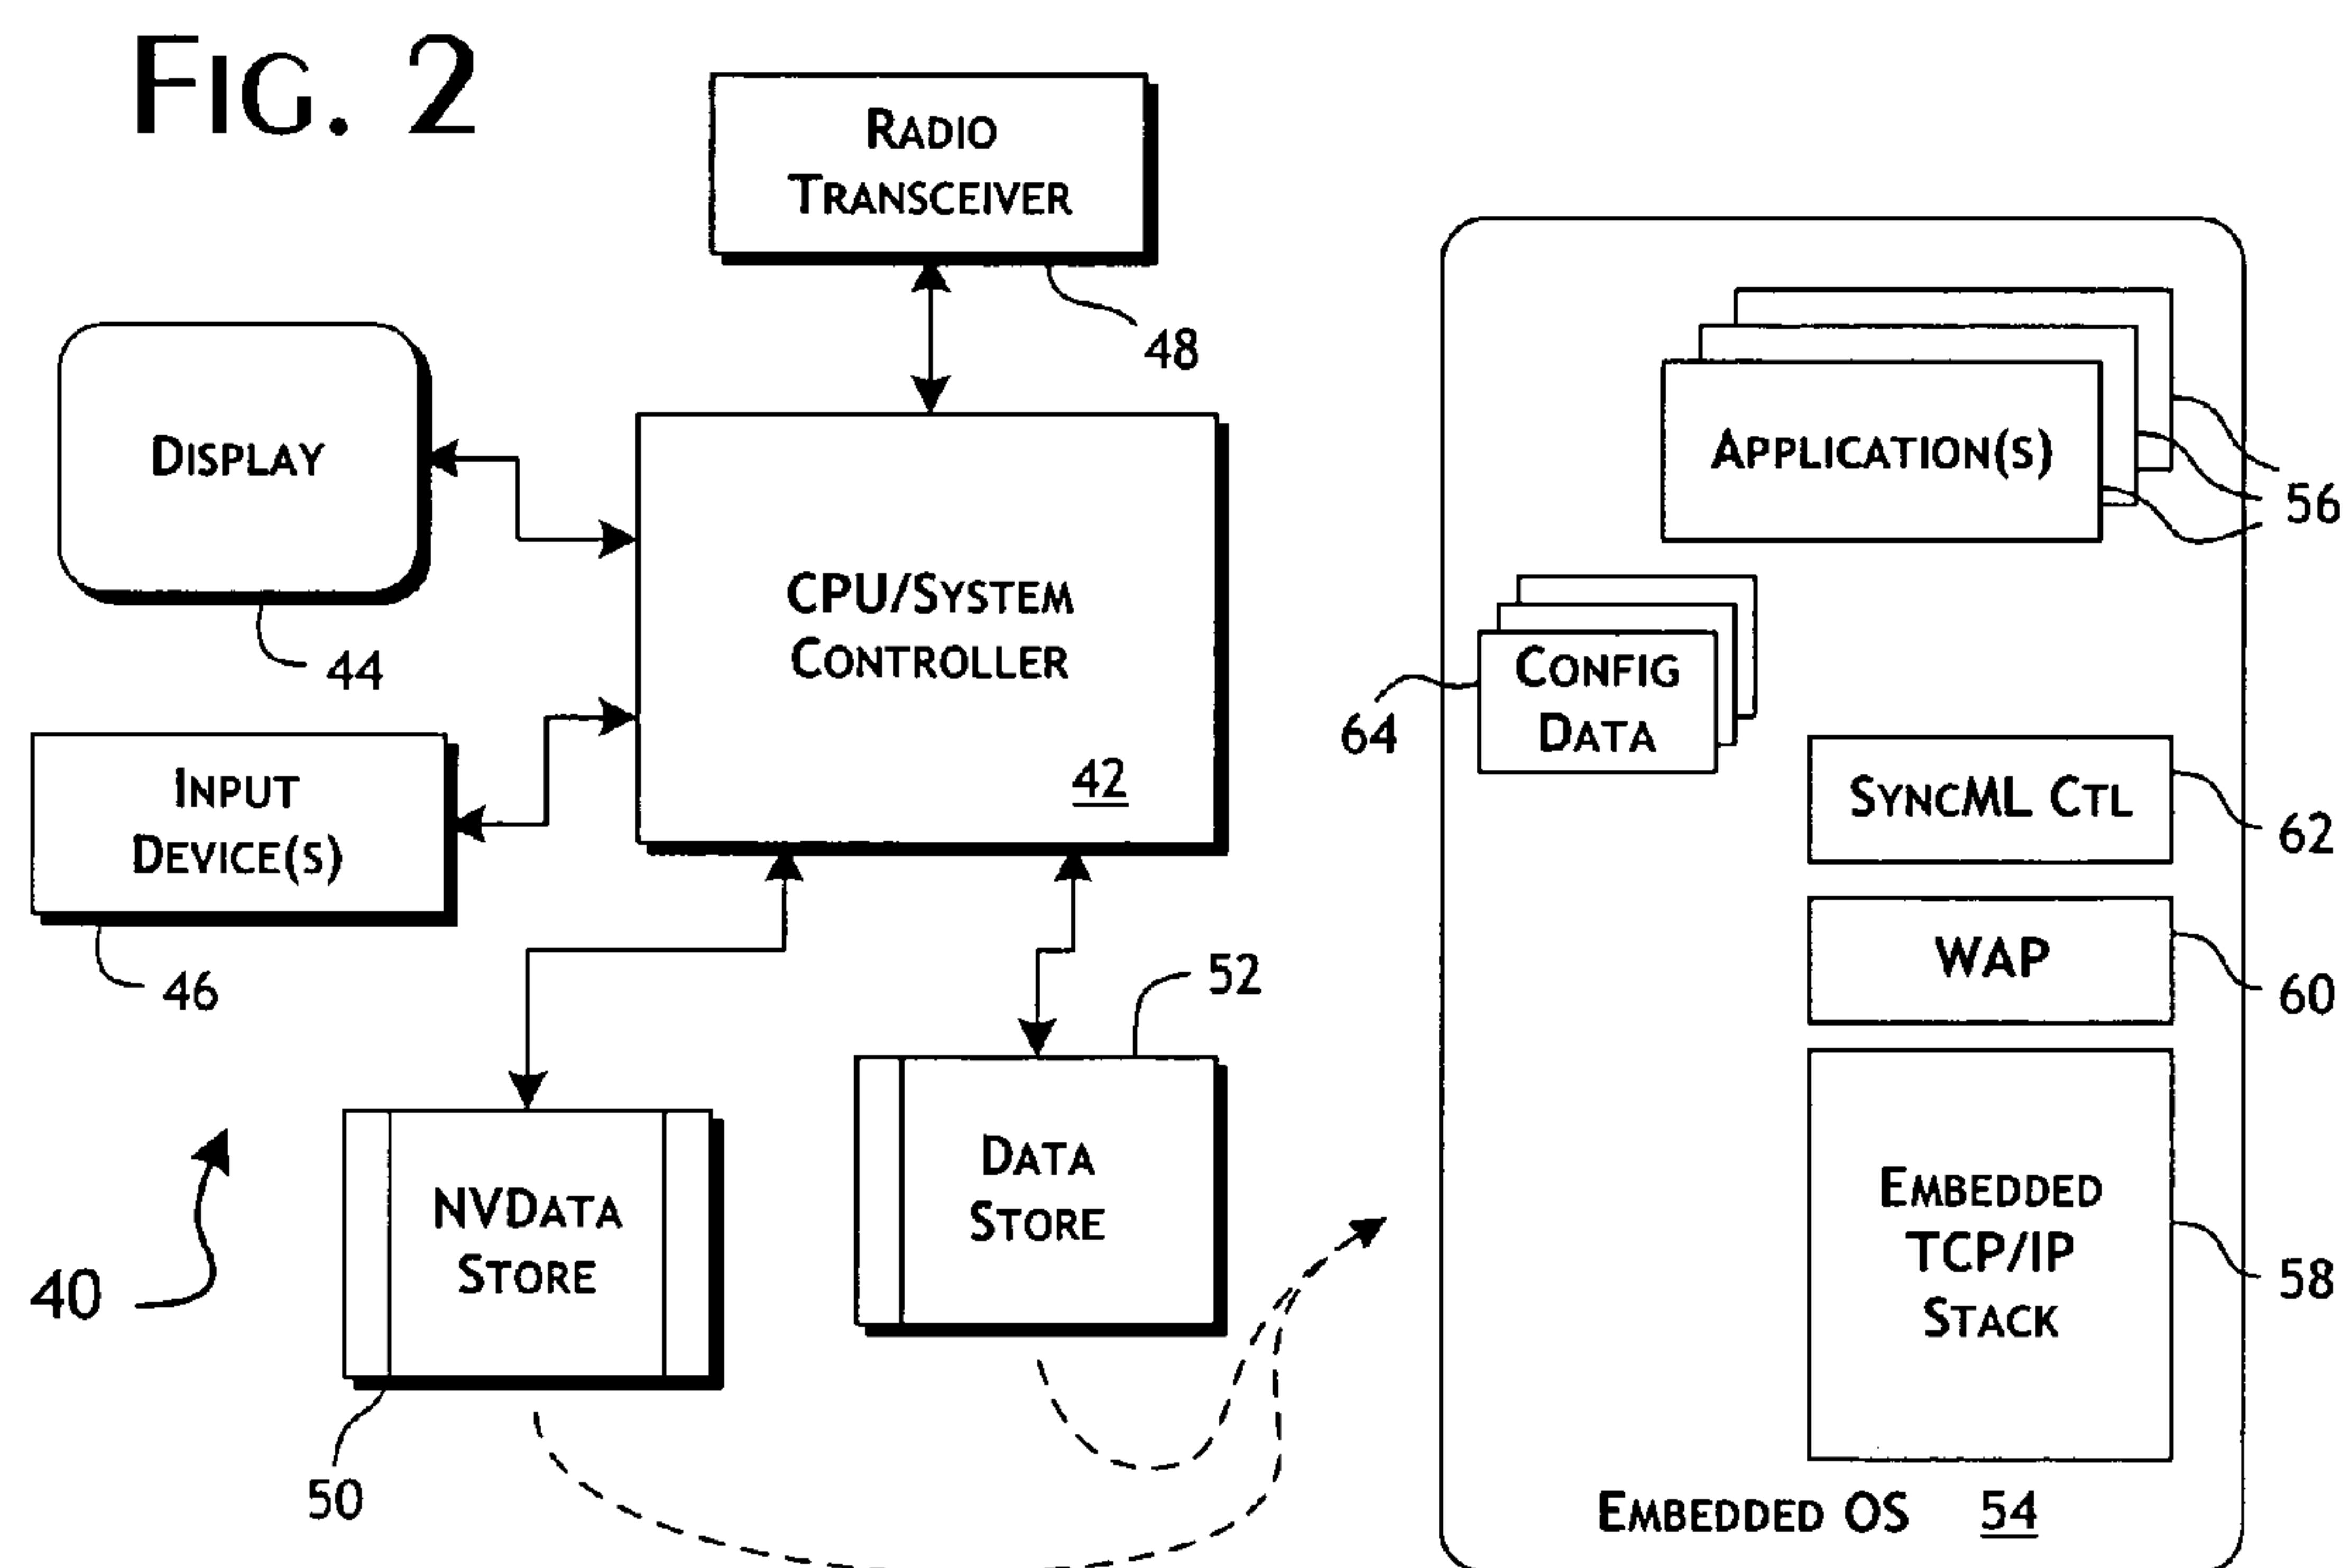 FIG. 2
RADIO
TRANSCEIVER
48
DISPLAY
44
CPU/SYSTEM
CONTROLLER
42
INPUT
DEVICE(S)
46
52
DATA
STORE
NVDATA
STORE
50
40
APPLICATION(S)
56
CONFIG
DATA
64
SYNCML CTL
62
WAP
60
EMBEDDED
TCP/IP
STACK
58
EMBEDDED OS 54